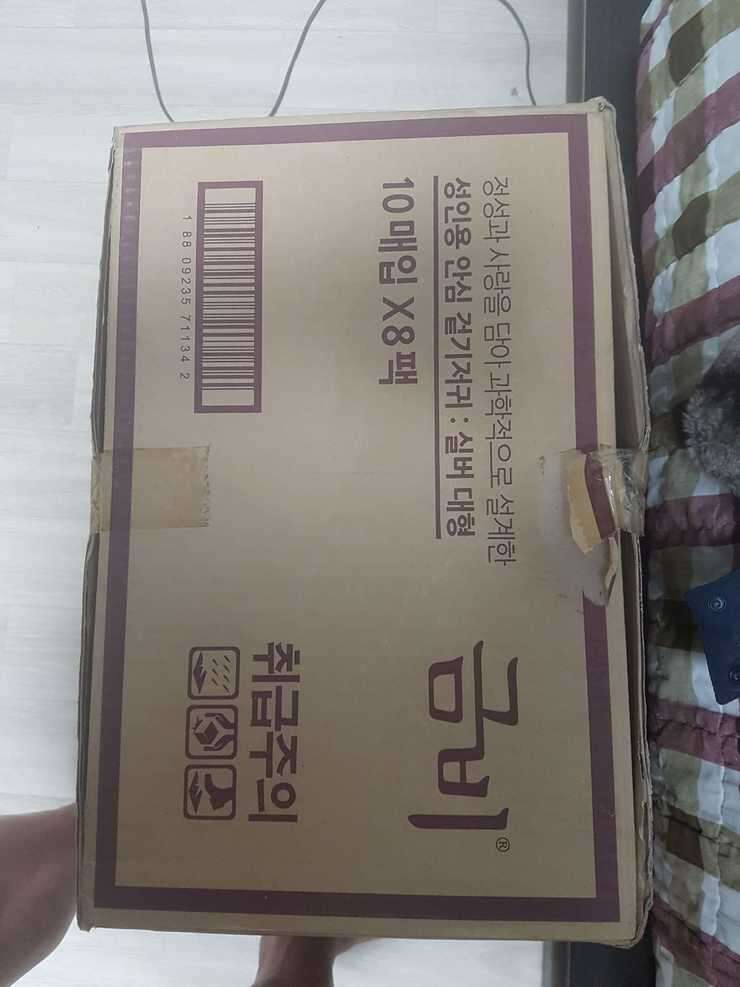 정성과 사랑을 담아 과학적으로 설계한
성인용 안심 겉기저귀 : 실버 대형
10매입 X 8팩
1 88 09235 71134 2
금비®
취급주의